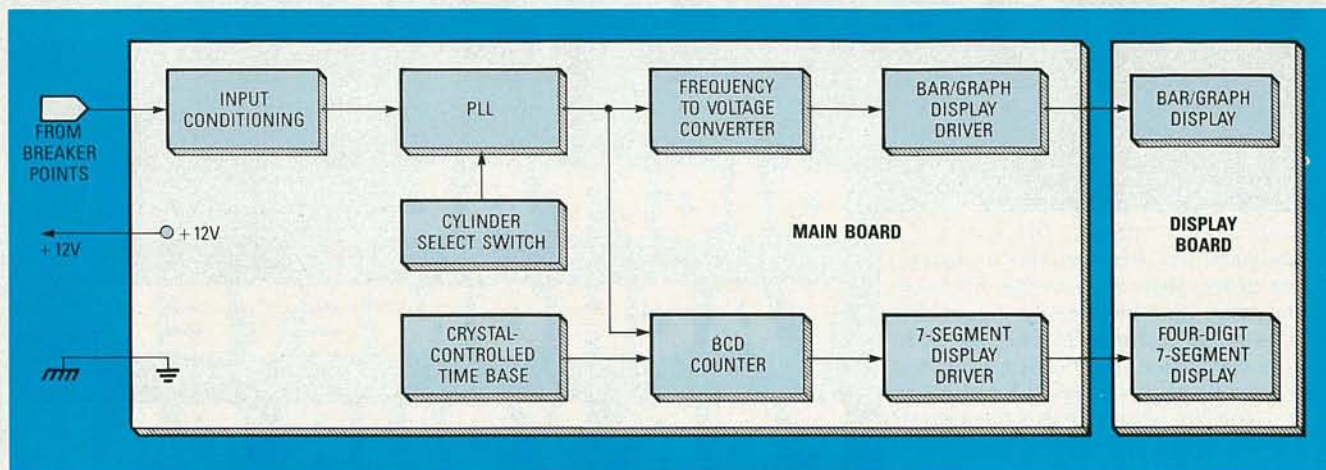 INPUT
CONDITIONING
PLL
FREQUENCY
TO VOLTAGE
CONVERTER
BAR/GRAPH
DISPLAY
DRIVER
BAR/GRAPH
DISPLAY
FROM
BREAKER
POINTS
CYLINDER
SELECT SWITCH
MAIN BOARD
DISPLAY
BOARD
+12V
+12V
CRYSTAL-
CONTROLLED
TIME BASE
BCD
COUNTER
7-SEGMENT
DISPLAY
DRIVER
FOUR-DIGIT
7-SEGMENT
DISPLAY